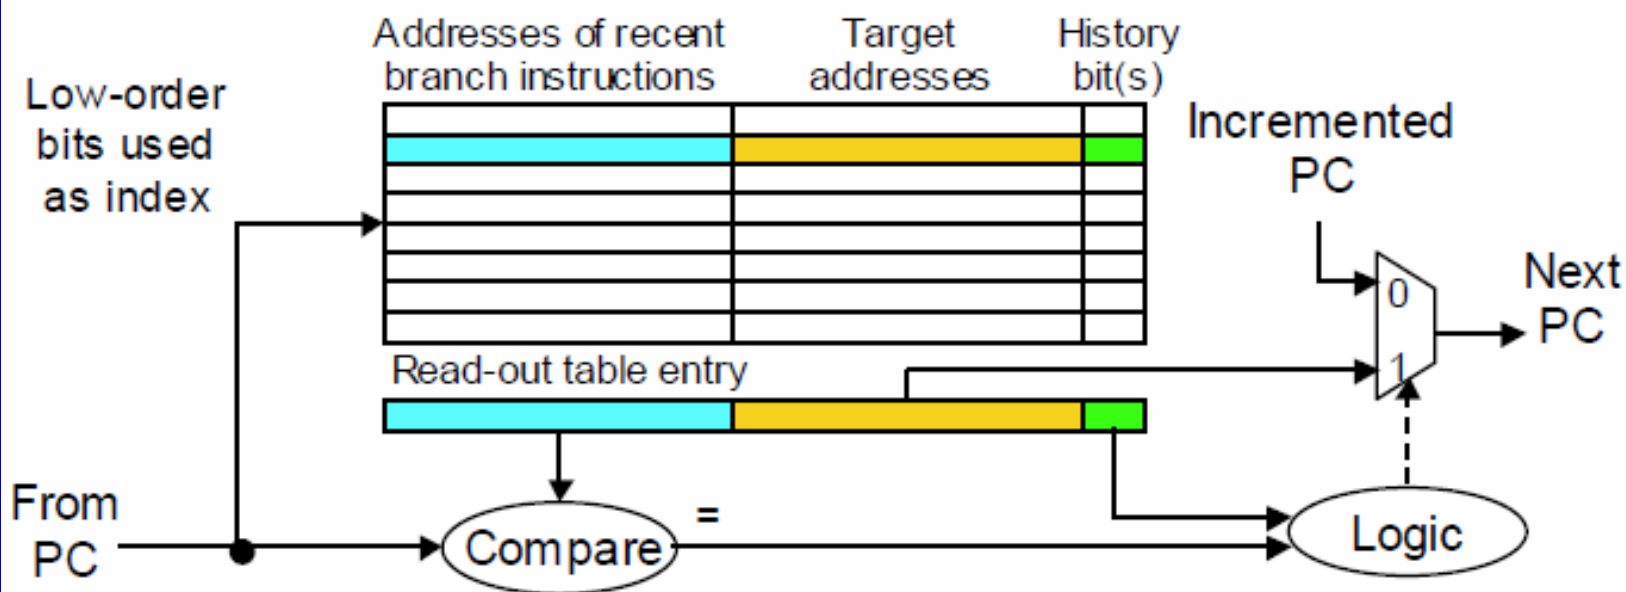 Addresses of recent
branch instructions
Target
addresses
History
bit(s)
Low-order
bits used
as index
Incremented
PC
0
1
Next
PC
Read-out table entry
From
PC
Compare
=
Logic